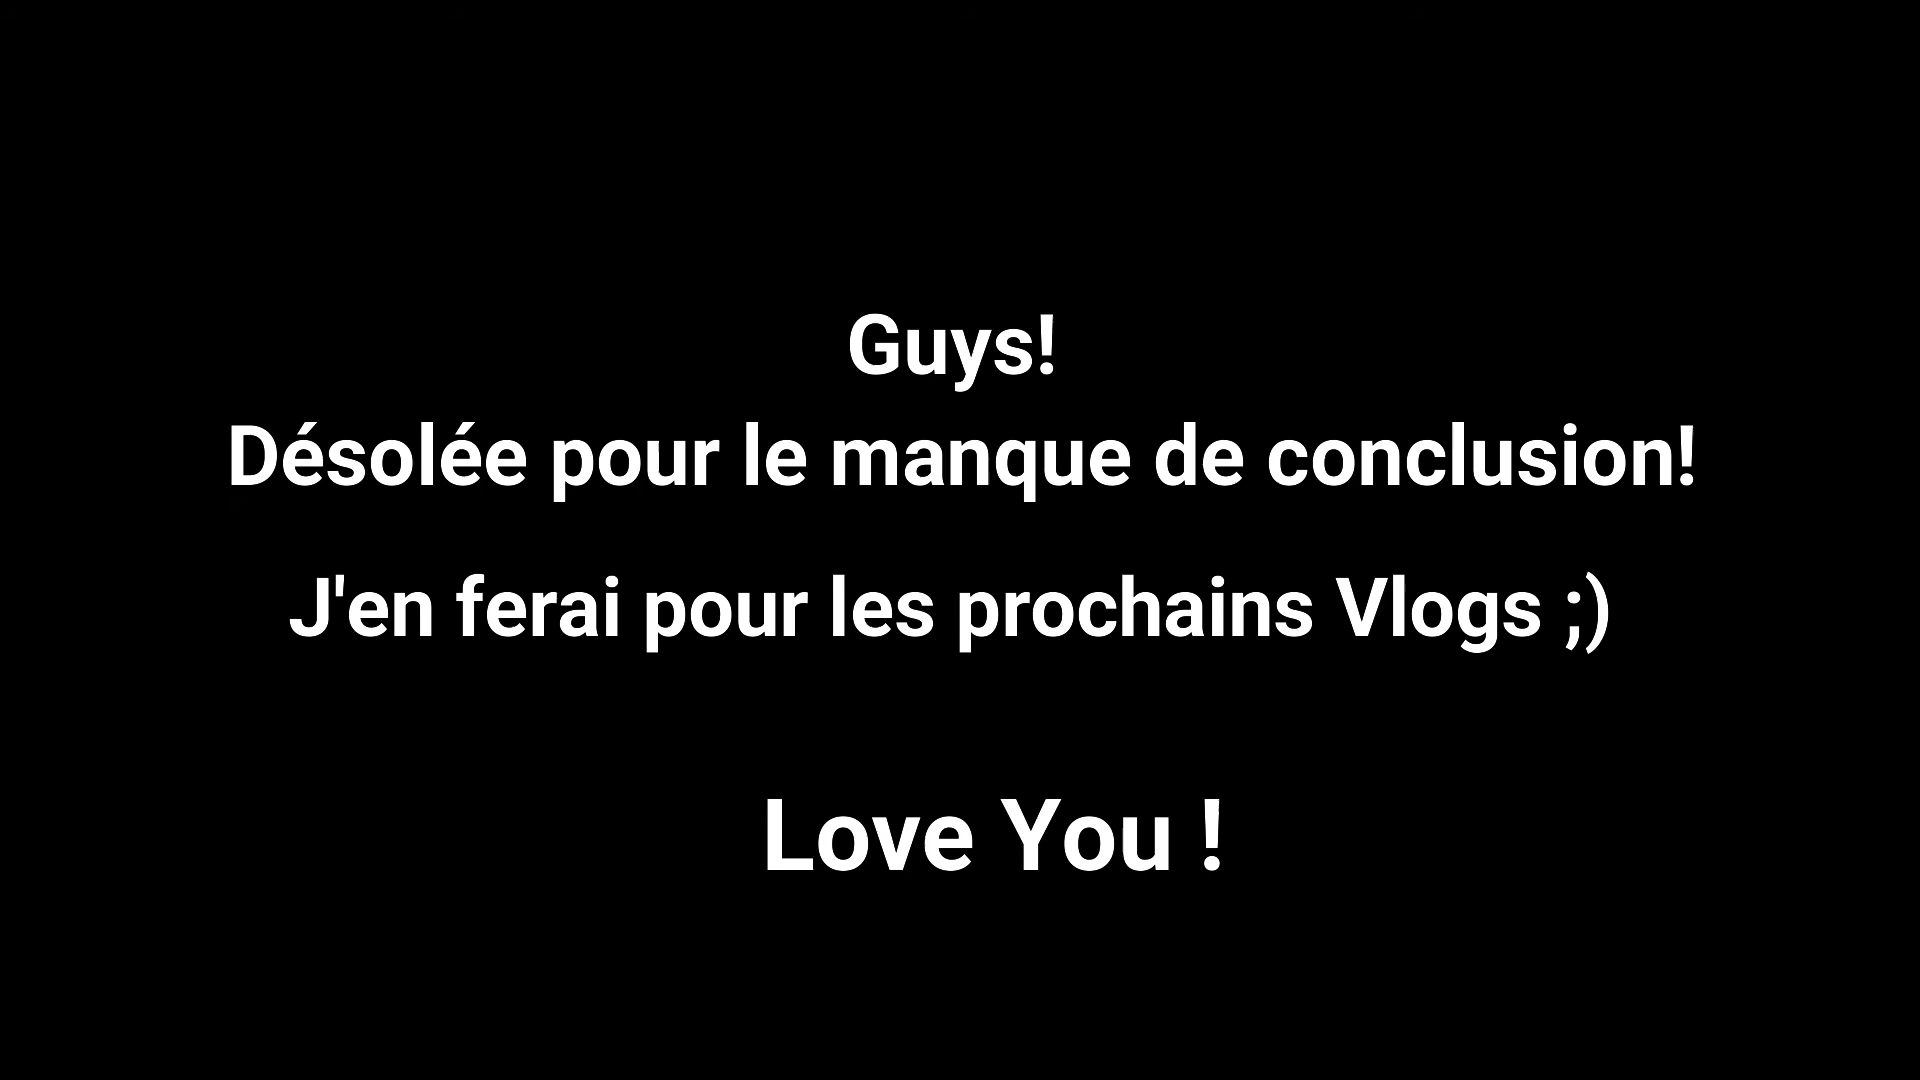 Guys!
Désolée pour le manque de conclusion!
J'en ferai pour les prochains Vlogs ;)
Love You !